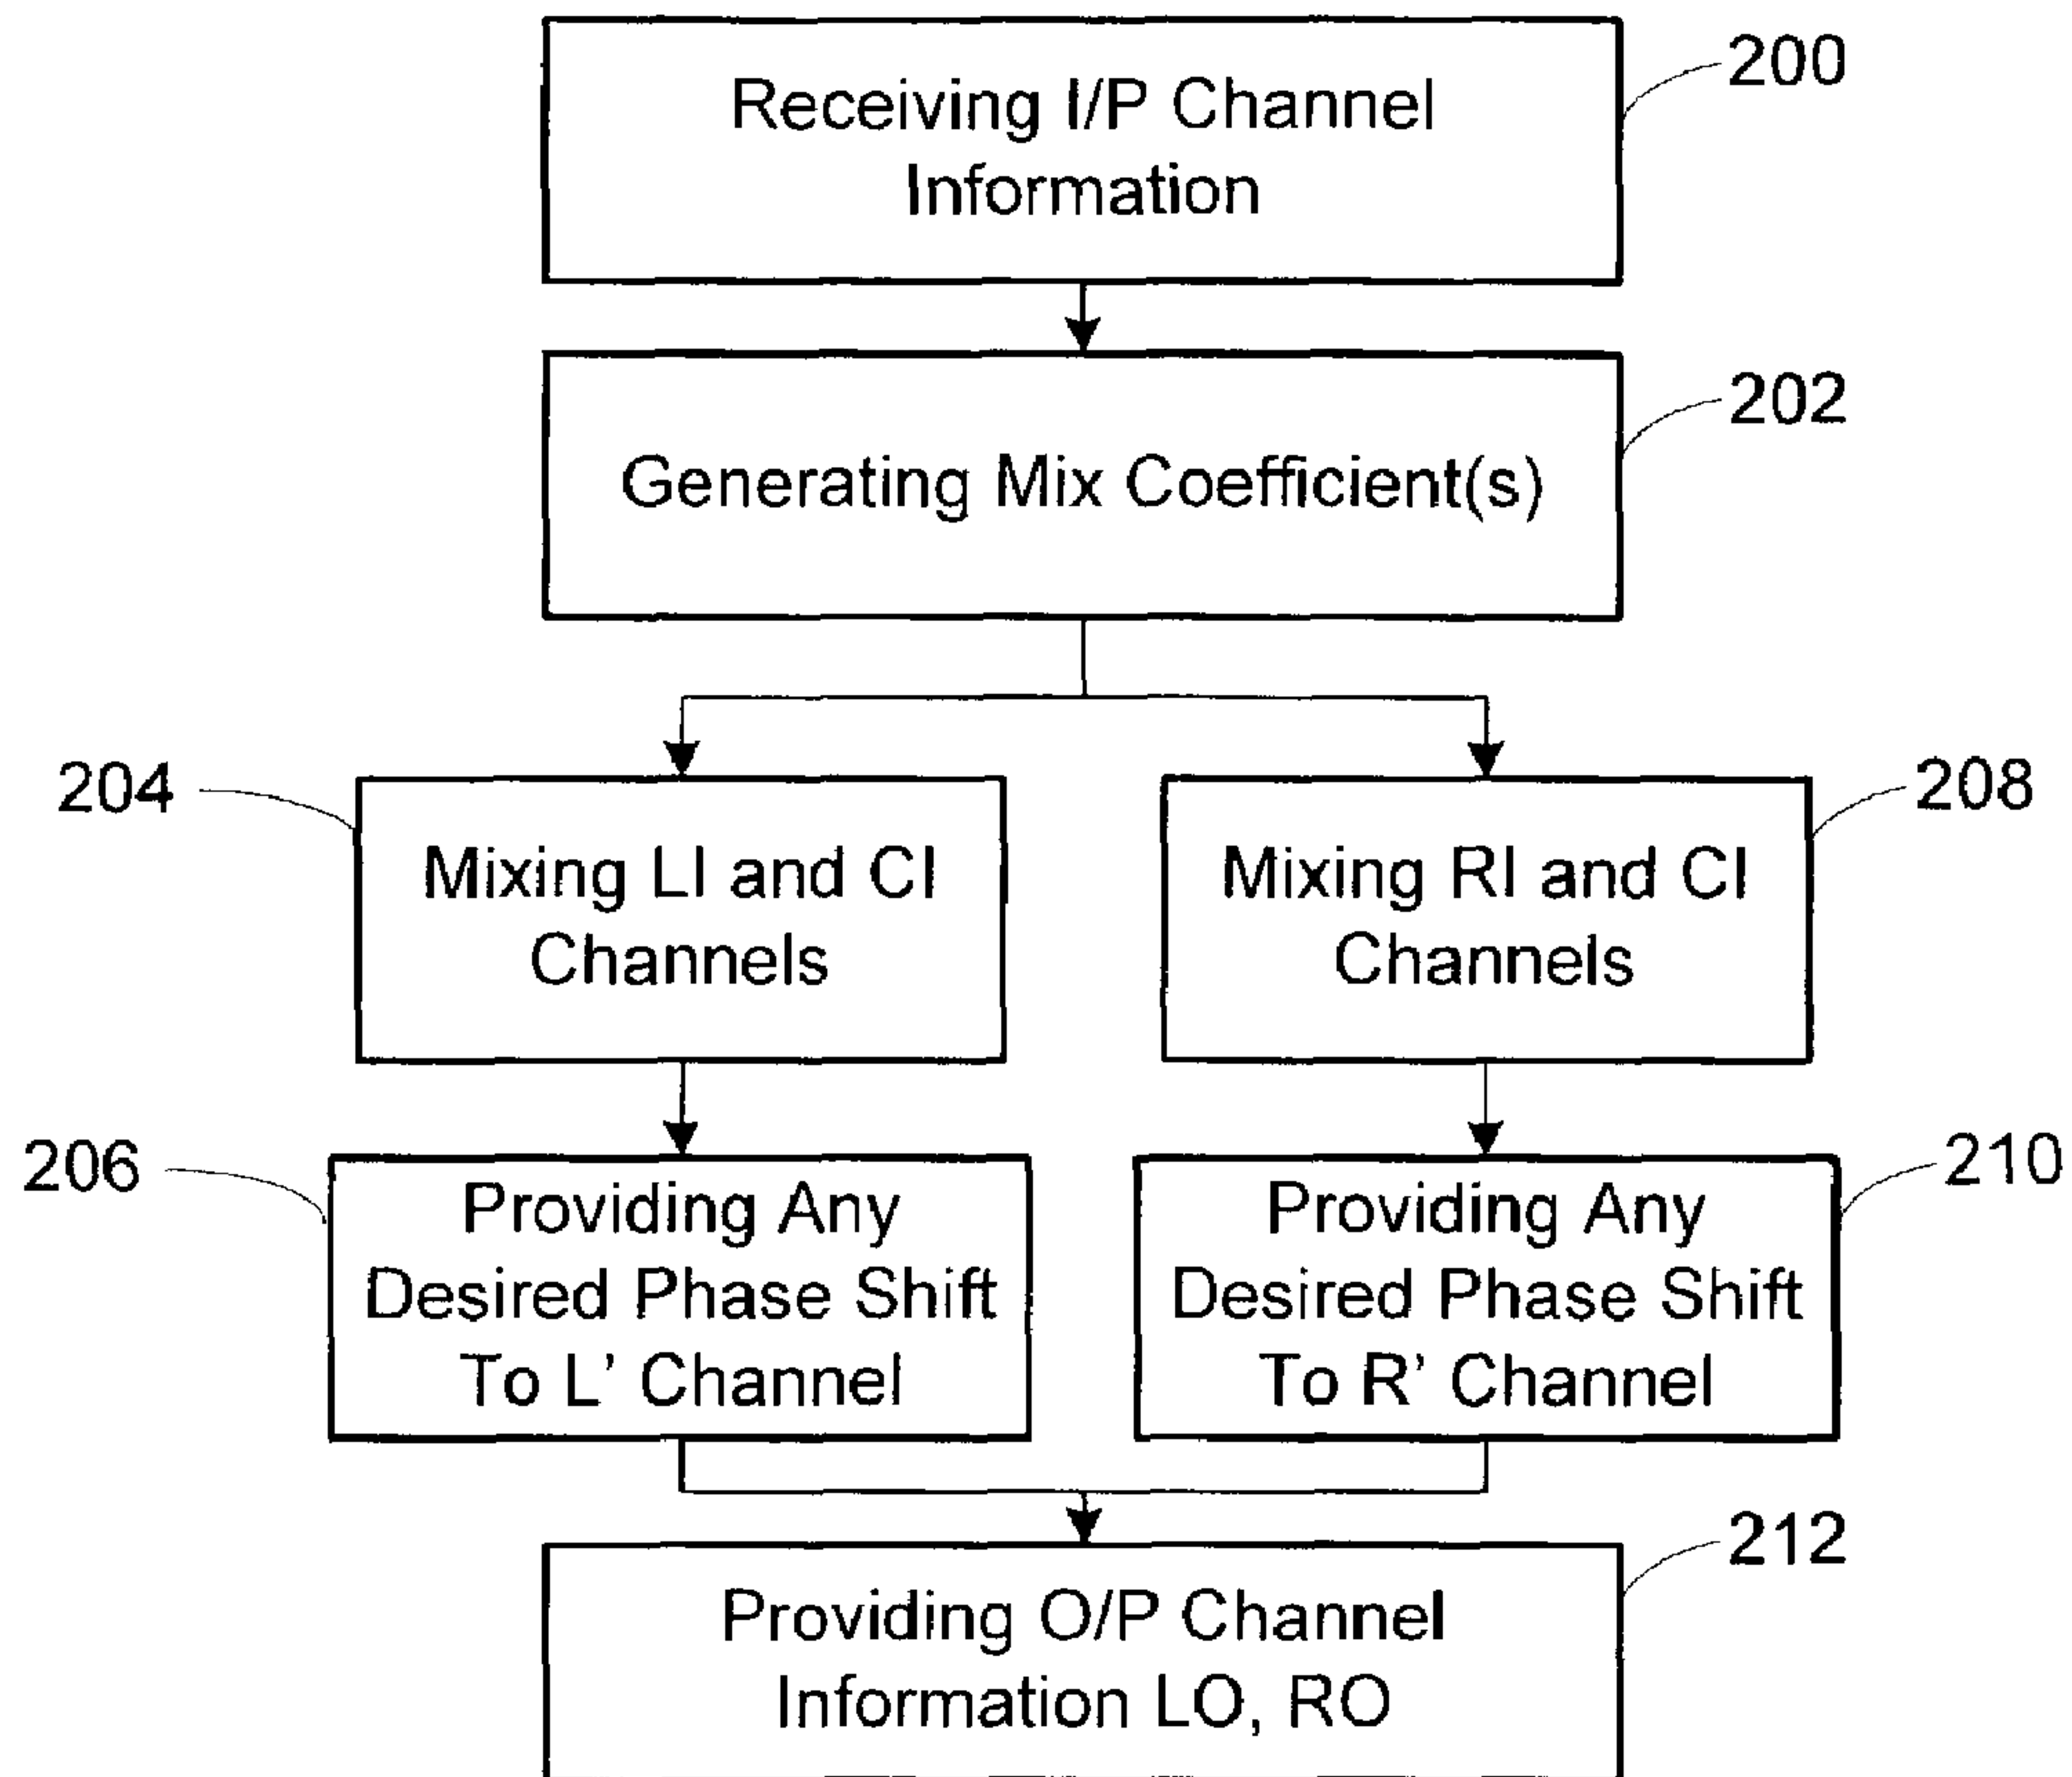 Receiving I/P Channel
Information
200
Generating Mix Coefficient(s)
202
204
Mixing LI and CI
Channels
Mixing RI and CI
Channels
208
206
Providing Any
Desired Phase Shift
To L’ Channel
Providing Any
Desired Phase Shift
To R’ Channel
210
Providing O/P Channel
Information LO, RO
212